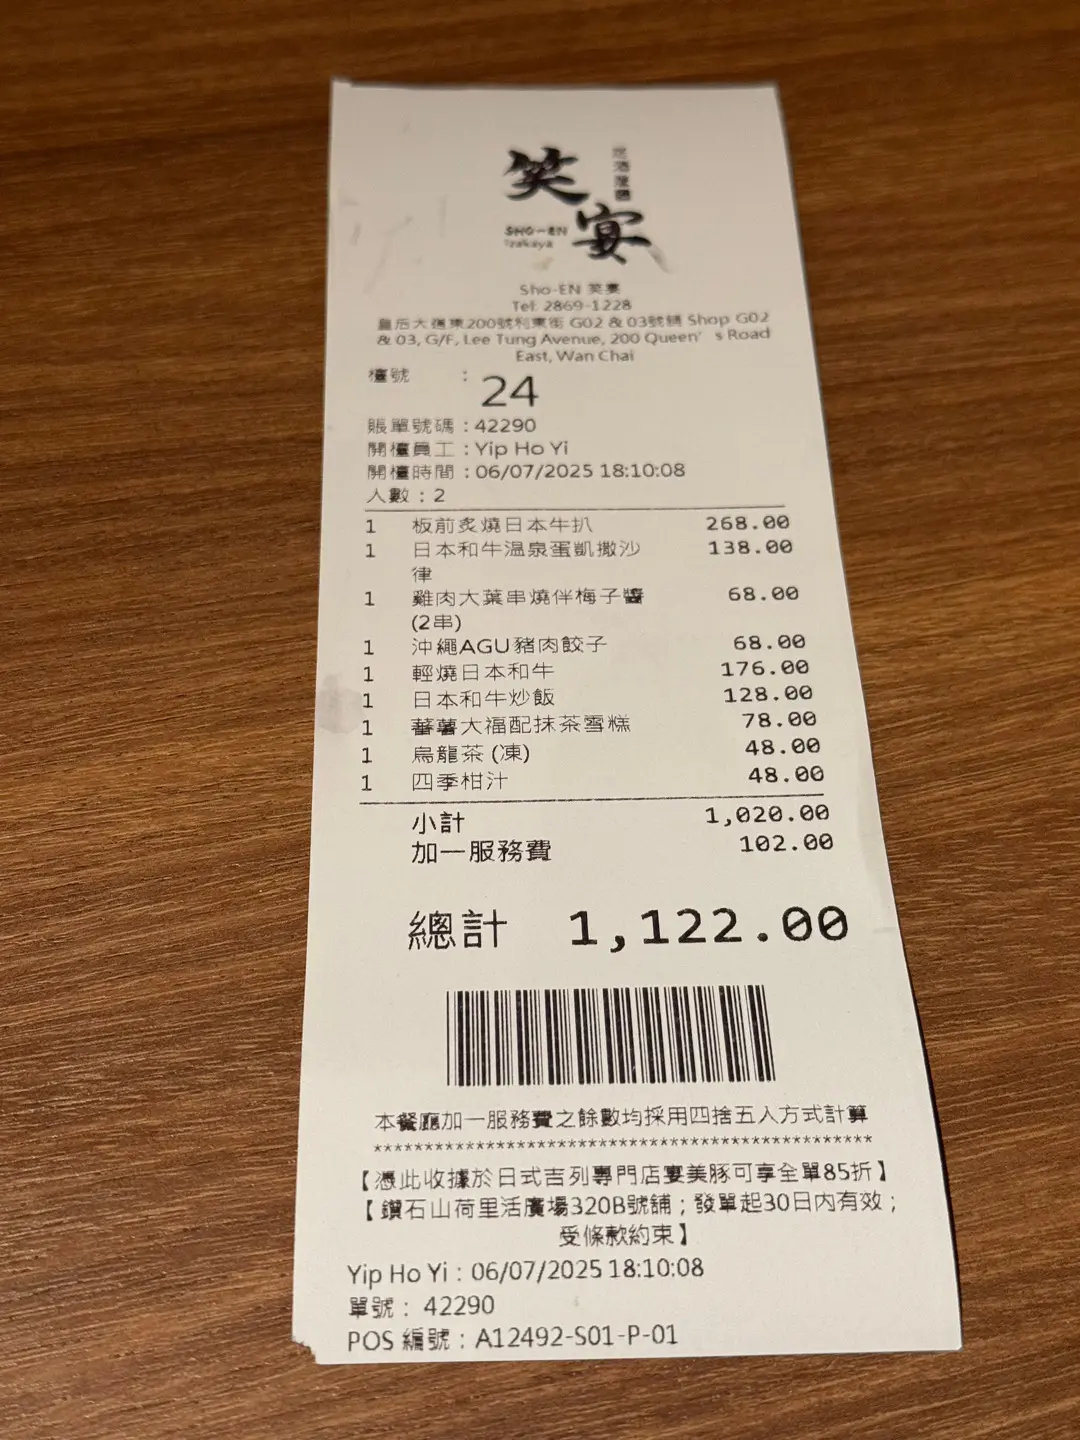 笑宴
居酒屋
SHO-EN
Izakaya
Sho-EN 笑宴
Tel: 2869-1228
皇后大道東200號利東街 G02 & 03號舖 Shop G02
& 03, G/F, Lee Tung Avenue, 200 Queen's Road
East, Wan Chai
檯號 : 24
賬單號碼 : 42290
開檯員工 : Yip Ho Yi
開檯時間 : 06/07/2025 18:10:08
人數 : 2
1 板前炙燒日本牛扒 268.00
1 日本和牛温泉蛋凱撒沙 138.00
律
1 雞肉大葉串燒伴梅子醬 68.00
(2串)
1 沖繩AGU豬肉餃子 68.00
1 輕燒日本和牛 176.00
1 日本和牛炒飯 128.00
1 蕃薯大福配抹茶雪糕 78.00
1 烏龍茶 (凍) 48.00
1 四季柑汁 48.00
小計 1,020.00
加一服務費 102.00
總計 1,122.00
本餐廳加一服務費之餘數均採用四捨五入方式計算
**************************************************
【憑此收據於日式吉列專門店宴美豚可享全單85折】
【鑽石山荷里活廣場320B號舖；發單起30日內有效；
受條款約束】
Yip Ho Yi : 06/07/2025 18:10:08
單號 : 42290
POS 編號 : A12492-S01-P-01